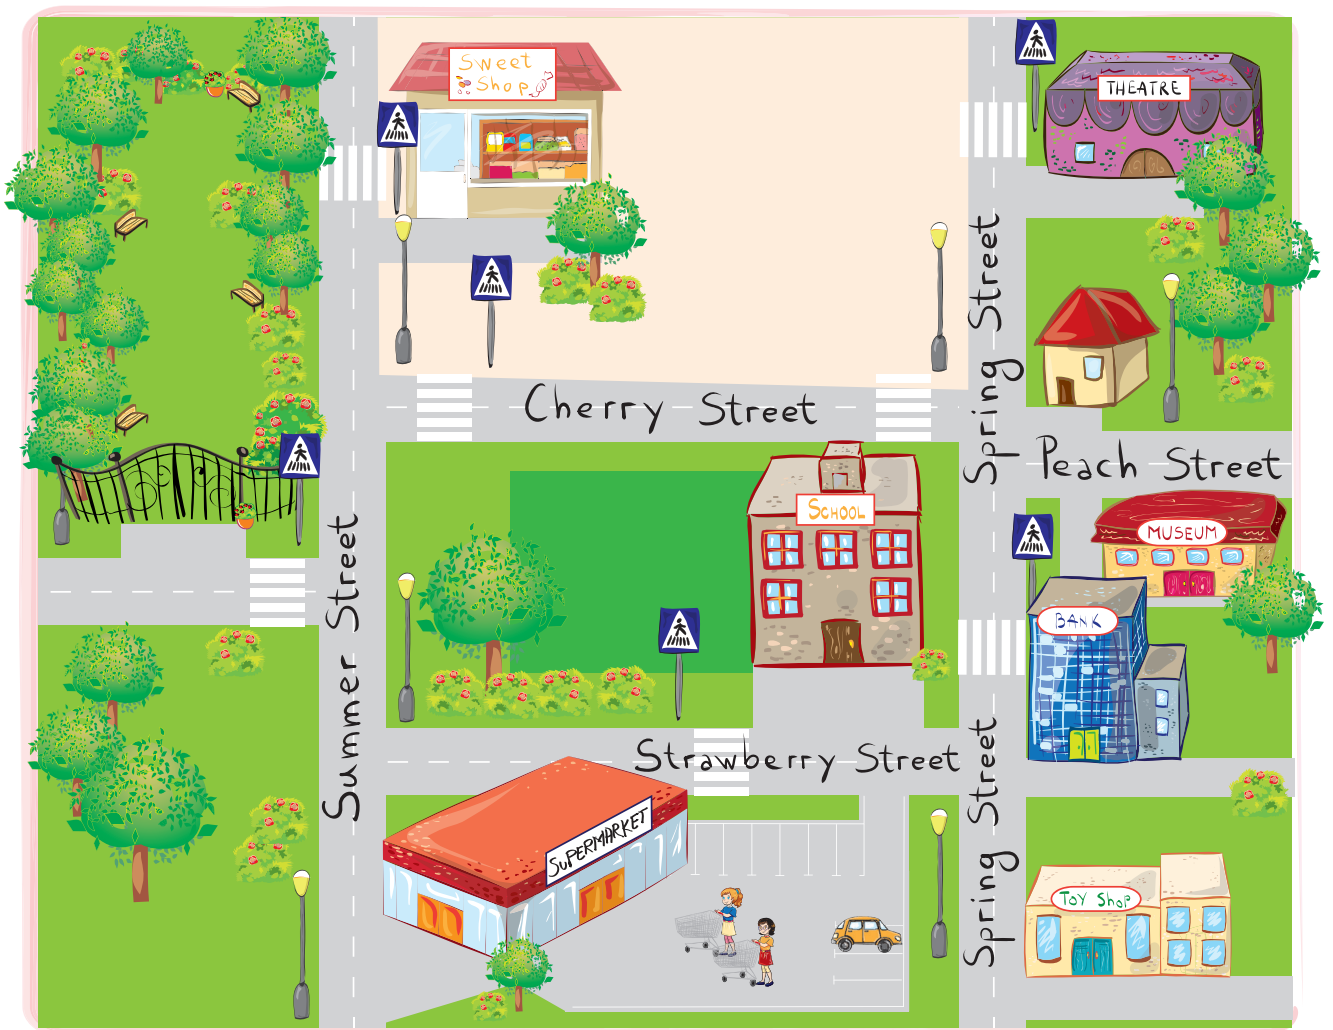 Sweet
Shop
THEATRE
Cherry Street
Spring Street
Peach Street
SCHOOL
MUSEUM
BANK
Summer Street
Strawberry Street
Spring Street
SUPERMARKET
Toy Shop